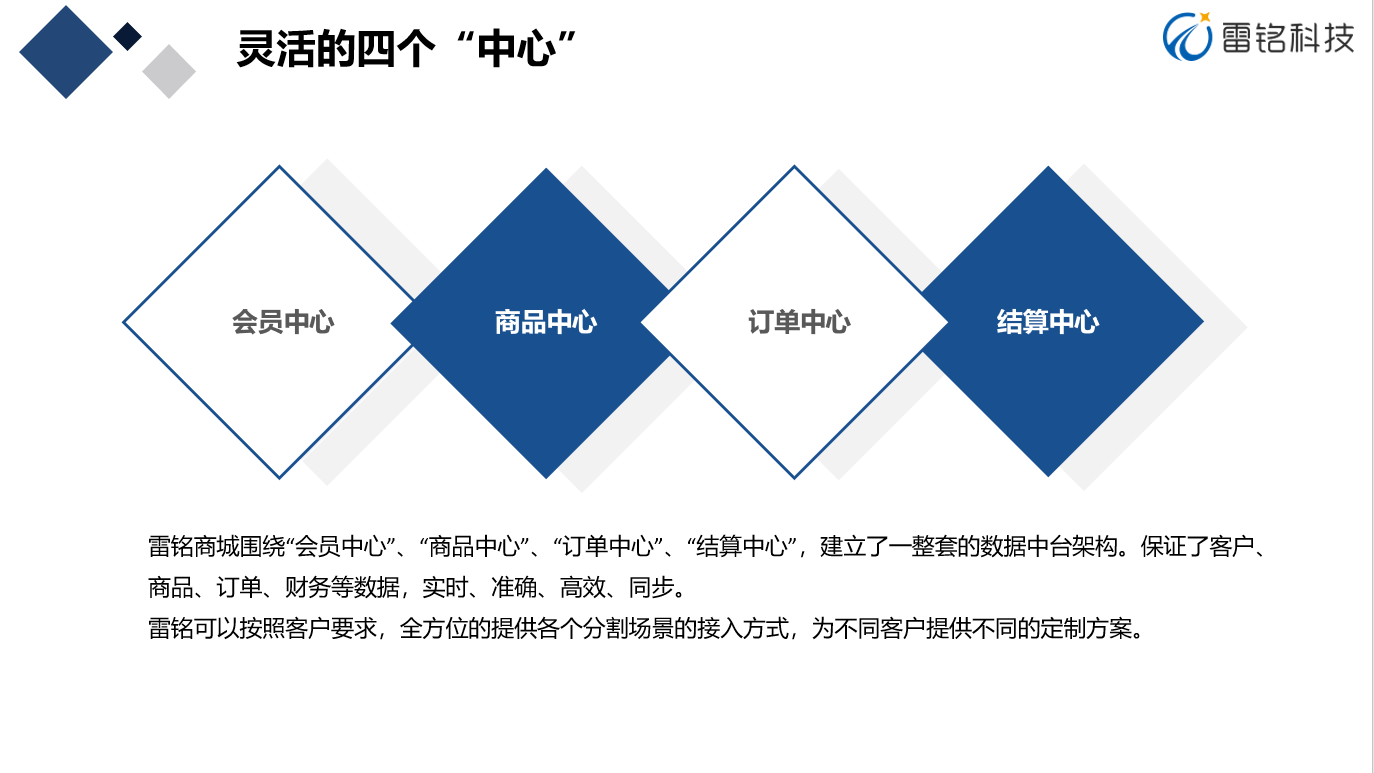 灵活的四个“中心”
雷铭科技
会员中心
商品中心
订单中心
结算中心
雷铭商城围绕“会员中心”、“商品中心”、“订单中心”、“结算中心”，建立了一整套的数据中台架构。保证了客户、
商品、订单、财务等数据，实时、准确、高效、同步。
雷铭可以按照客户要求，全方位的提供各个分割场景的接入方式，为不同客户提供不同的定制方案。